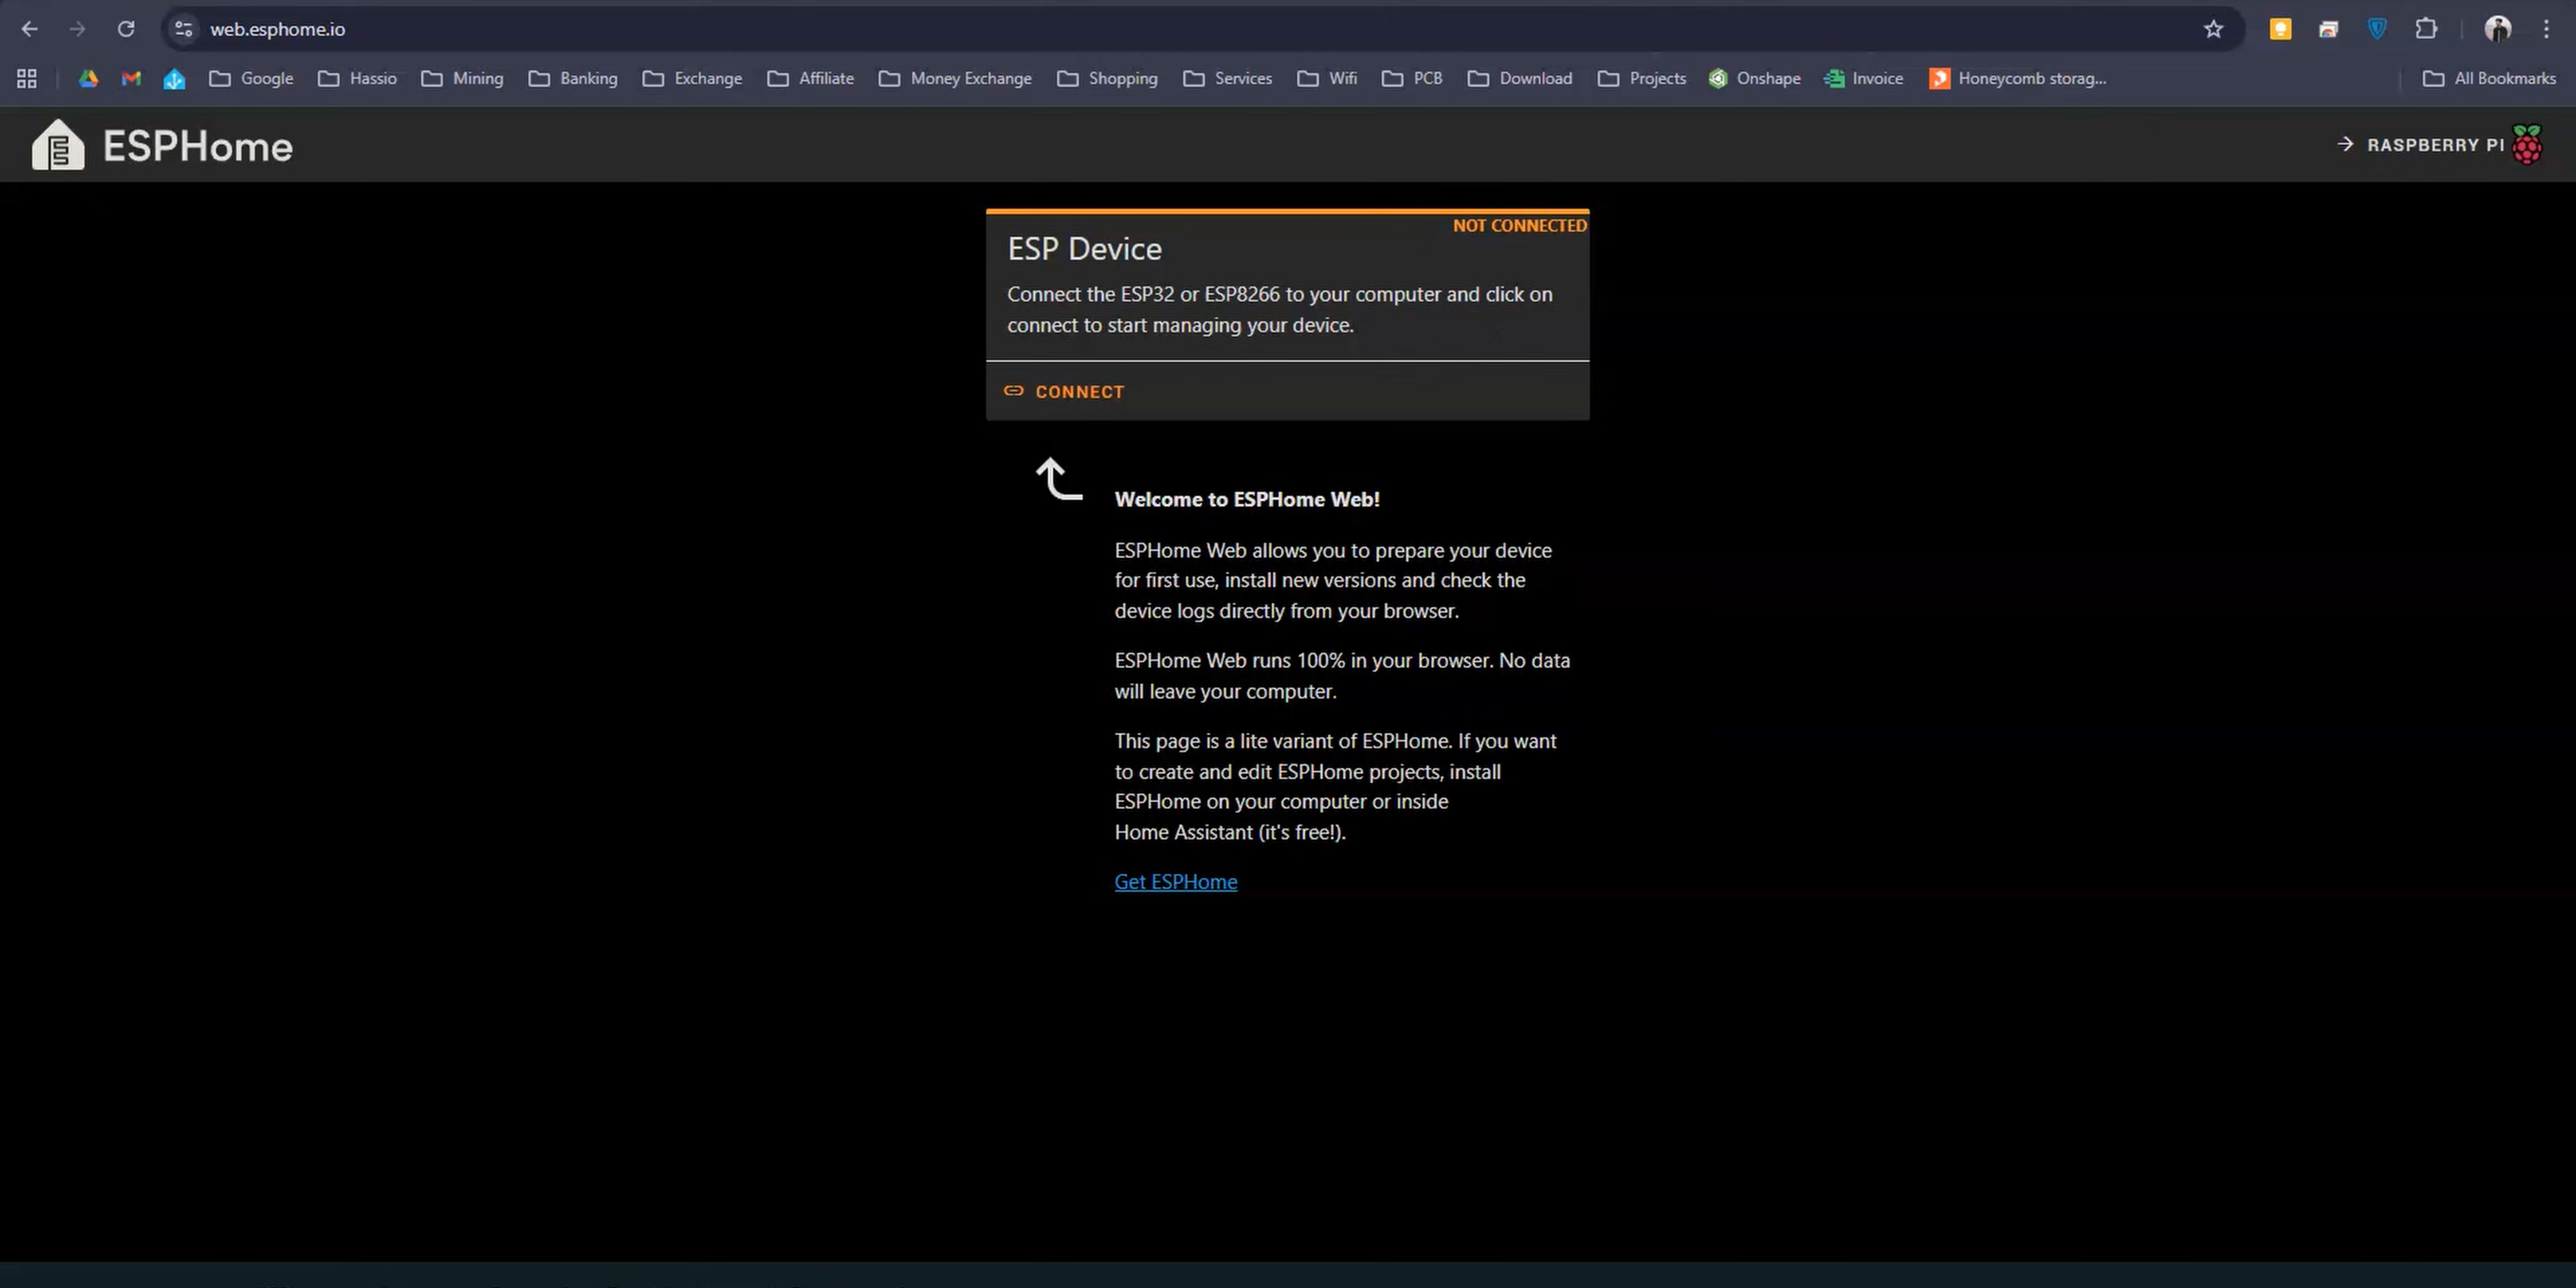 web.esphome.io
Google Hassio Mining Banking Exchange Affiliate Money Exchange Shopping Services Wifi PCB Download Projects Onshape Invoice Honeycomb storag... All Bookmarks
ESPHome
RASPBERRY PI
NOT CONNECTED
ESP Device
Connect the ESP32 or ESP8266 to your computer and click on
connect to start managing your device.
CONNECT
Welcome to ESPHome Web!
ESPHome Web allows you to prepare your device
for first use, install new versions and check the
device logs directly from your browser.
ESPHome Web runs 100% in your browser. No data
will leave your computer.
This page is a lite variant of ESPHome. If you want
to create and edit ESPHome projects, install
ESPHome on your computer or inside
Home Assistant (it's free!).
Get ESPHome